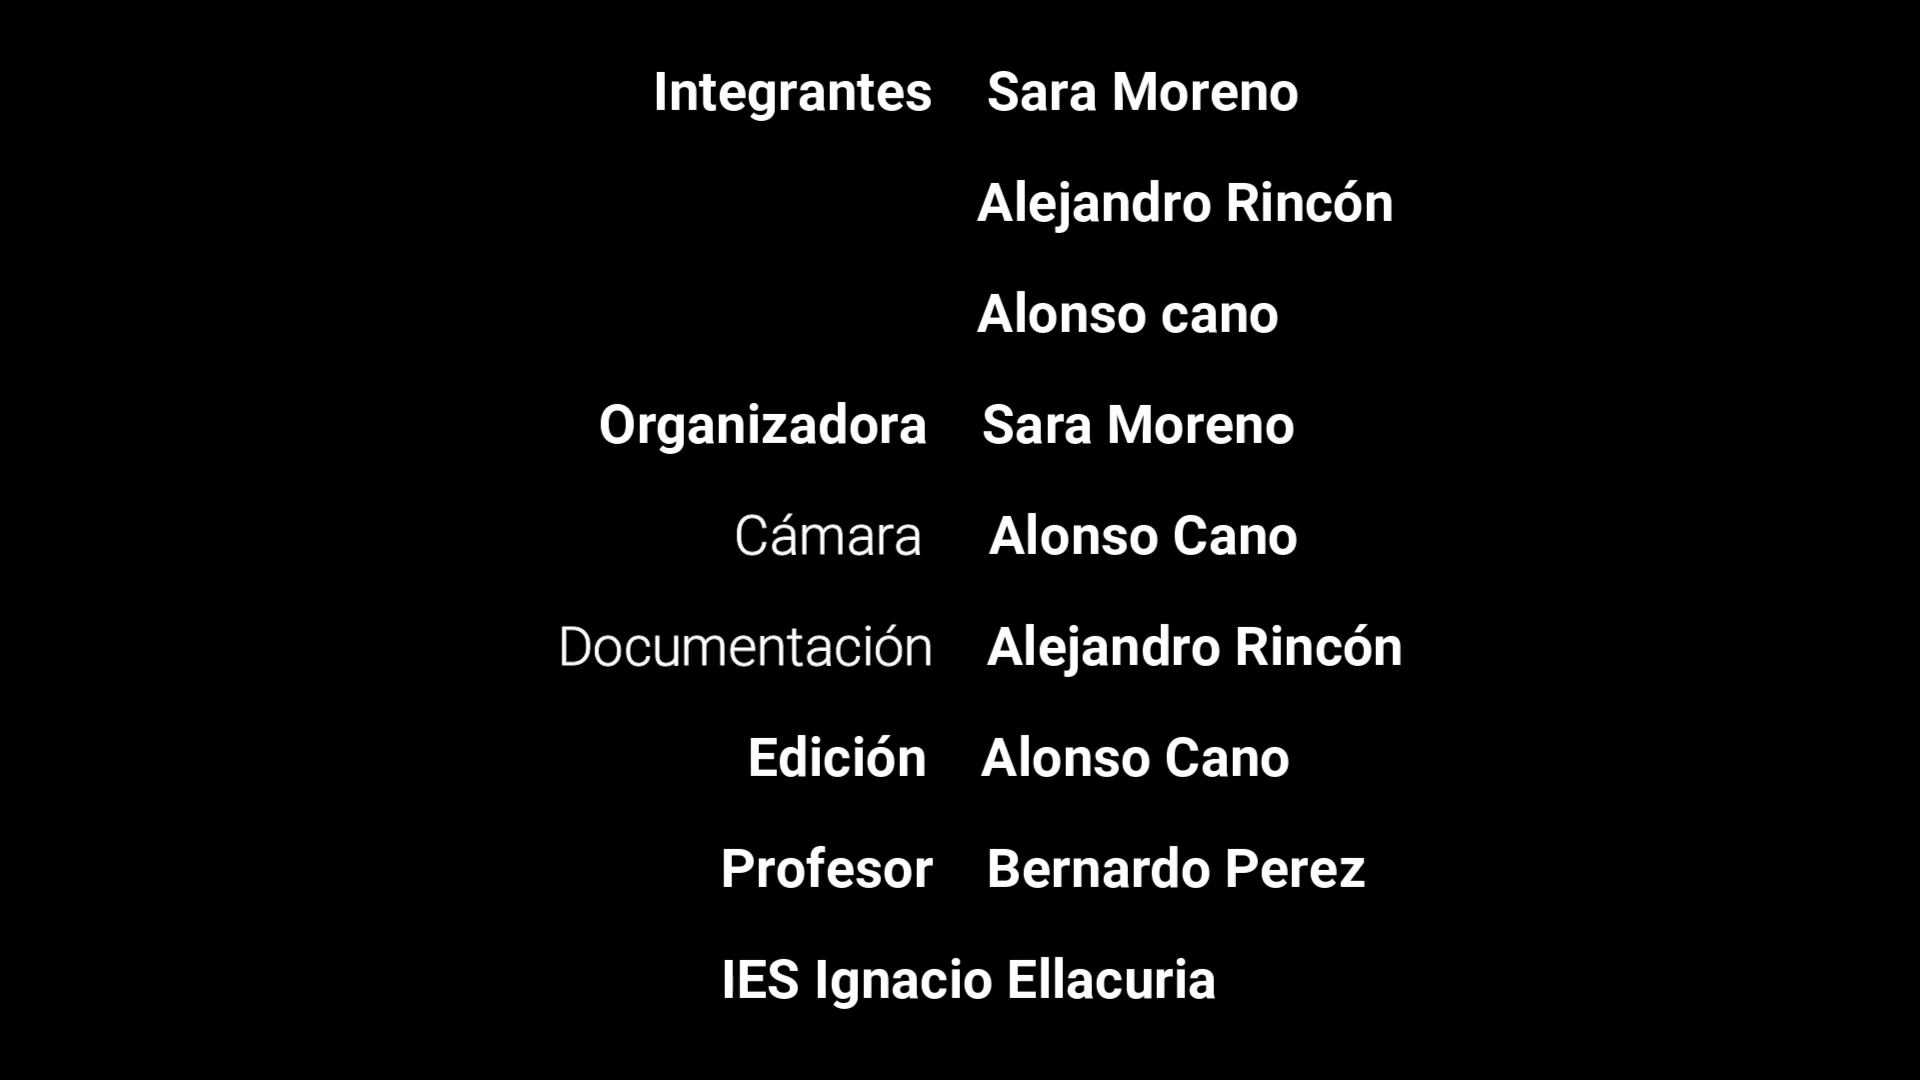 Integrantes Sara Moreno
Alejandro Rincón
Alonso cano
Organizadora Sara Moreno
Cámara Alonso Cano
Documentación Alejandro Rincón
Edición Alonso Cano
Profesor Bernardo Perez
IES Ignacio Ellacuria